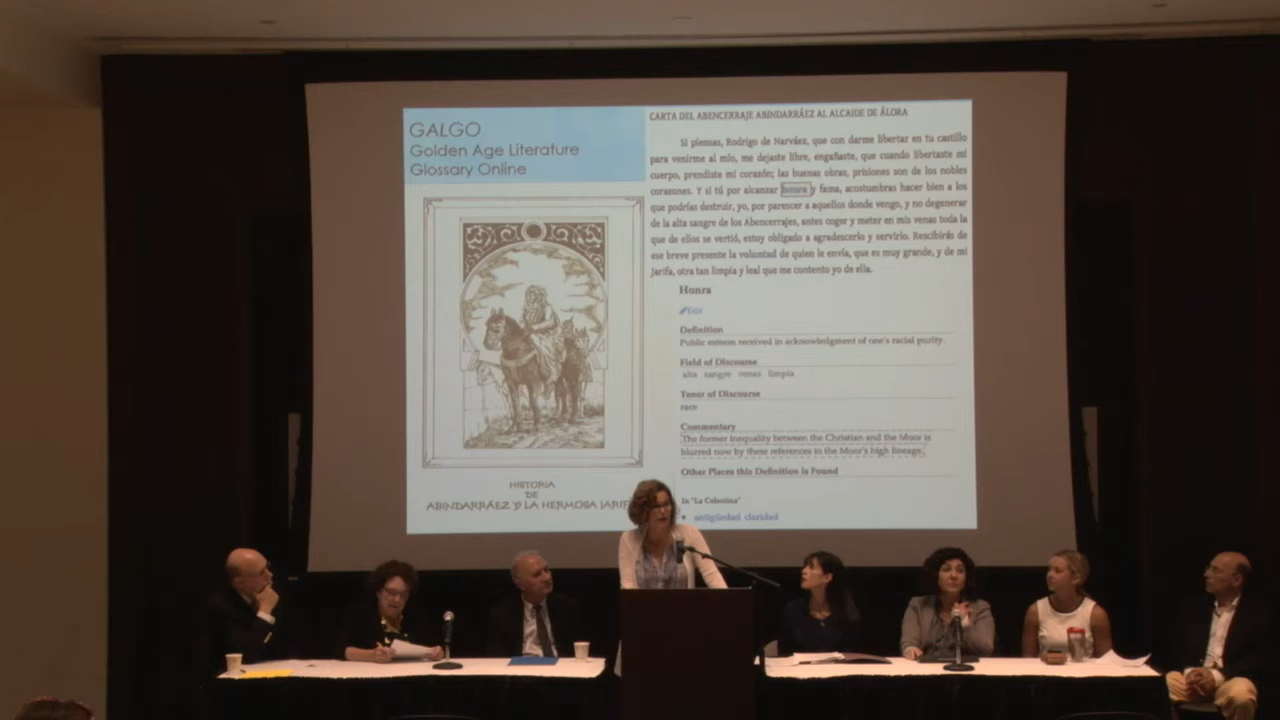 GALGO
Golden Age Literature
Glossary Online
HISTORIA
DE
ABINDARRÁEZ Y LA HERMOSA JARIF
CARTA DEL ABENCERRAJE ABINDARRÁEZ AL ALCAIDE DE ÁLORA
Si piensas, Rodrigo de Narváez, que con darme libertar en tu castillo
para venirme al mío, me dejaste libre, engañaste, que cuando libertaste mi
cuerpo, prendiste mi corazón; las buenas obras, prisiones son de los nobles
corazones. Y si tú por alcanzar honra y fama, acostumbras hacer bien a los
que podrías destruir, yo, por parescer a aquellos donde vengo, y no degenerar
de la alta sangre de los Abencerrajes, antes coger y meter en mis venas toda la
que de ellos se vertió, estoy obligado a agradescerlo y servirlo. Rescibirás de
ese breve presente la voluntad de quien le envía, que es muy grande, y de mi
Jarifa, otra tan limpia y leal que me contento yo de ella.
Honra
Definition
Public esteem received in acknowledgment of one's racial purity.
Field of Discourse
alta sangre venas limpia
Tenor of Discourse
race
Commentary
The former inequality between the Christian and the Moor is
blurred now by these references to the Moor's high lineage.
Other Places this Definition is Found
In "La Celestina"
• antigüedad claridad